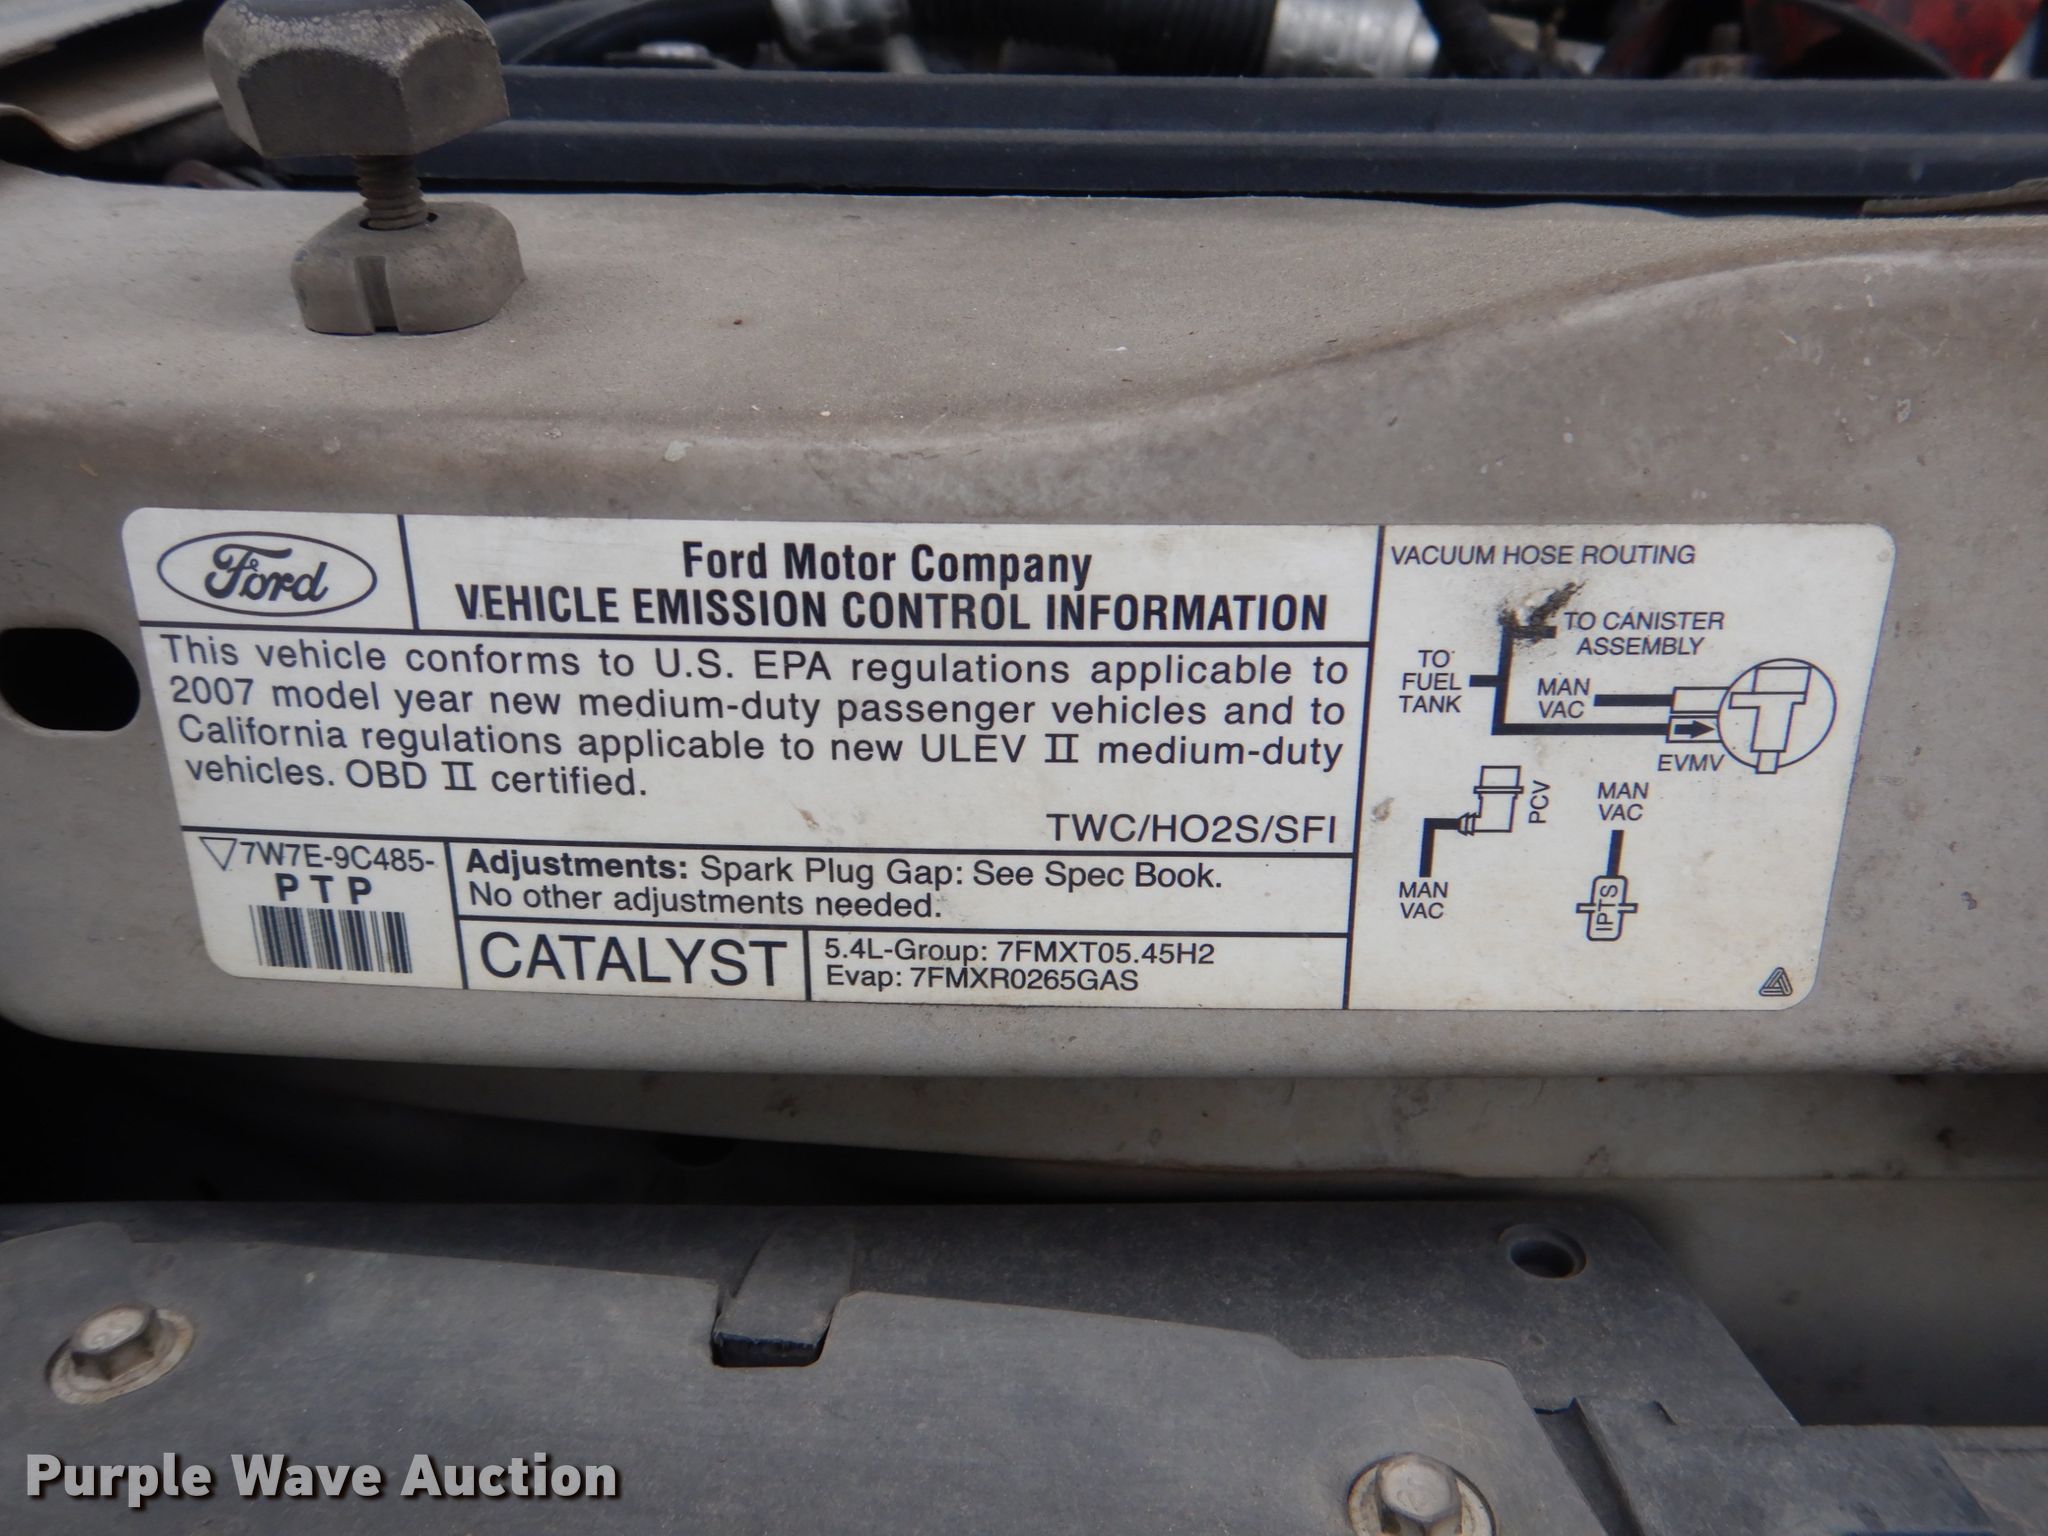 Ford
Ford Motor Company
VEHICLE EMISSION CONTROL INFORMATION
This vehicle conforms to U.S. EPA regulations applicable to
2007 model year new medium-duty passenger vehicles and to
California regulations applicable to new ULEV II medium-duty
vehicles. OBD II certified.
TWC/HO2S/SFI
7W7E-9C485-
PTP
Adjustments: Spark Plug Gap: See Spec Book.
No other adjustments needed.
CATALYST
5.4L-Group: 7FMXT05.45H2
Evap: 7FMXR0265GAS
VACUUM HOSE ROUTING
TO CANISTER
ASSEMBLY
TO
FUEL
TANK
MAN
VAC
EVMV
PCV
MAN
VAC
MAN
VAC
IPTS
Purple Wave Auction